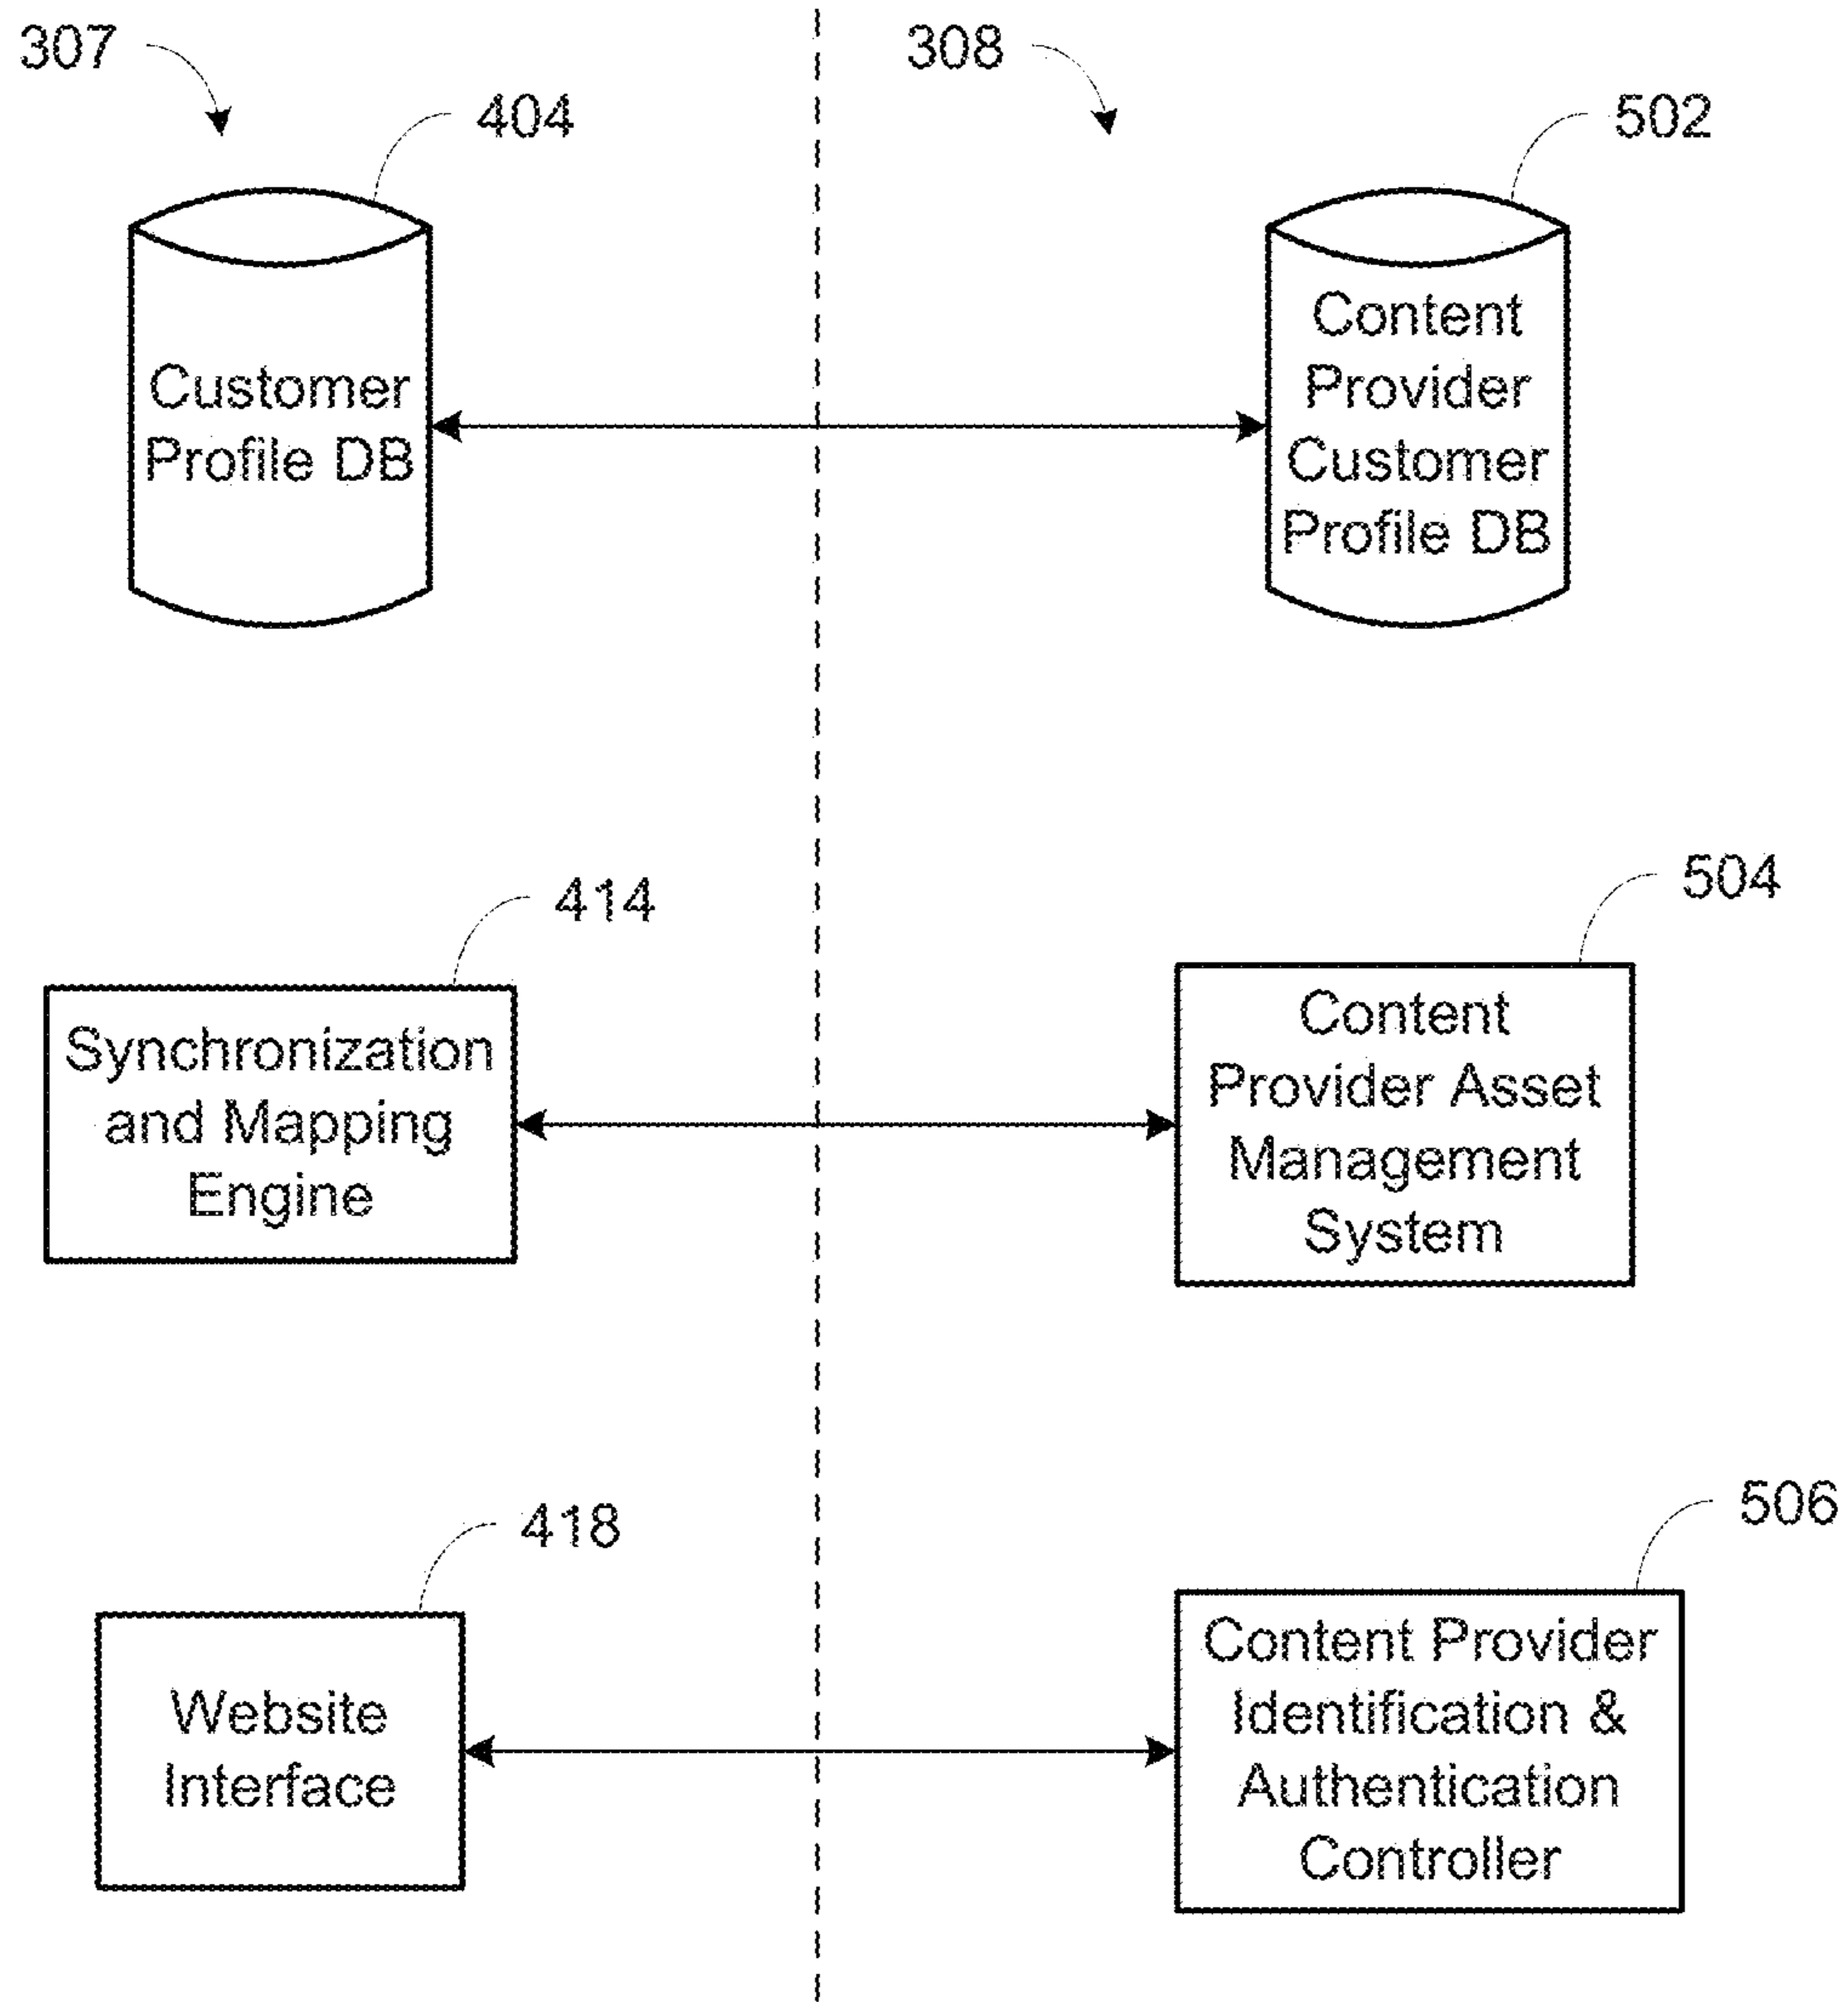 307
308
404
502
Customer
Profile DB
Content
Provider
Customer
Profile DB
414
504
Synchronization
and Mapping
Engine
Content
Provider Asset
Management
System
418
506
Website
Interface
Content Provider
Identification &
Authentication
Controller